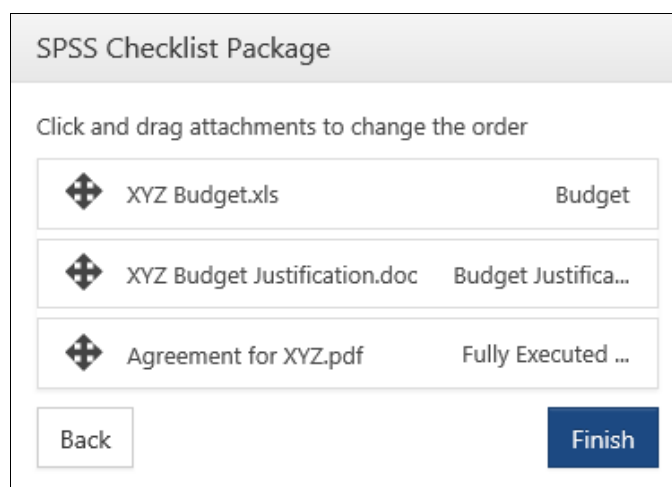 SPSS Checklist Package
Click and drag attachments to change the order
XYZ Budget.xls Budget
XYZ Budget Justification.doc Budget Justifica...
Agreement for XYZ.pdf Fully Executed ...
Back Finish